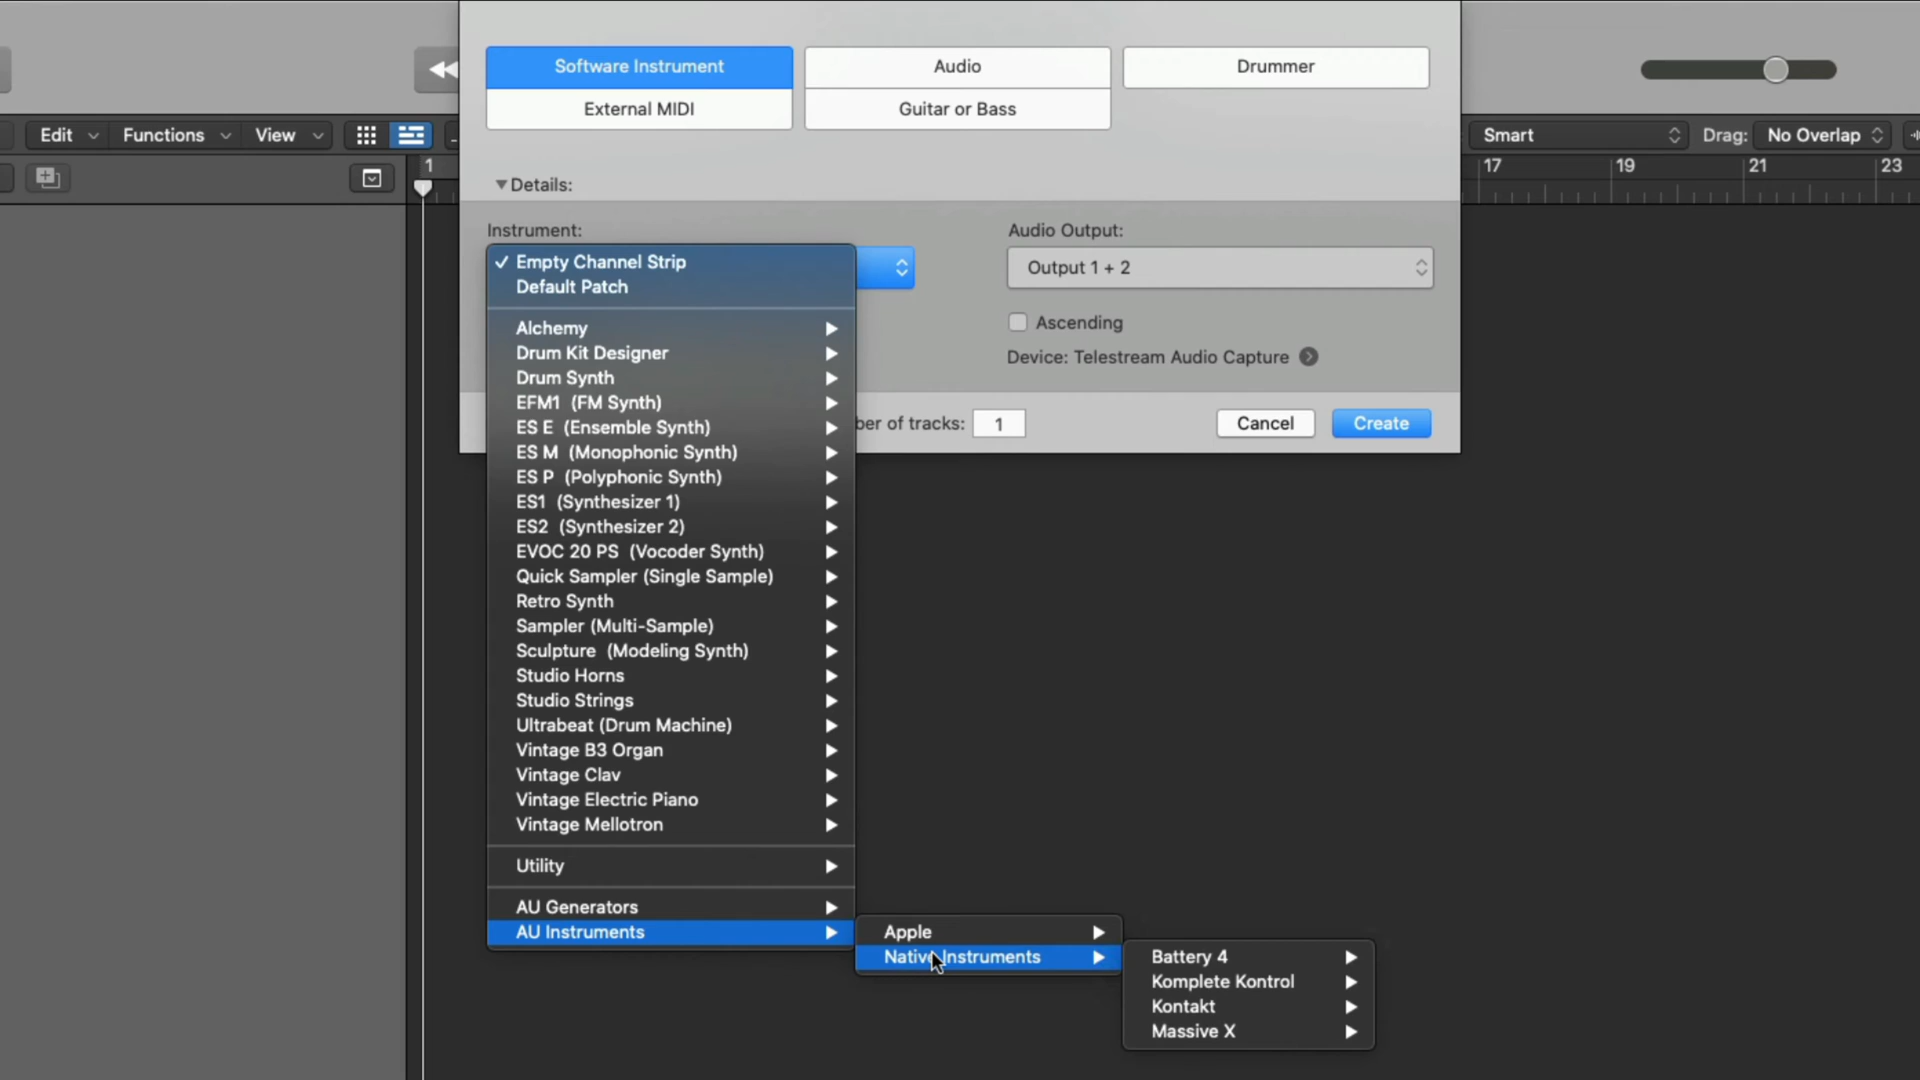 Software Instrument
Audio
Drummer
External MIDI
Guitar or Bass
Edit
Functions
View
Smart
Drag:
No Overlap
1
17
19
21
23
Details:
Instrument:
Audio Output:
Output 1 + 2
Ascending
Device: Telestream Audio Capture
ber of tracks:
1
Cancel
Create
✓ Empty Channel Strip
Default Patch
Alchemy
Drum Kit Designer
Drum Synth
EFM1 (FM Synth)
ES E (Ensemble Synth)
ES M (Monophonic Synth)
ES P (Polyphonic Synth)
ES1 (Synthesizer 1)
ES2 (Synthesizer 2)
EVOC 20 PS (Vocoder Synth)
Quick Sampler (Single Sample)
Retro Synth
Sampler (Multi-Sample)
Sculpture (Modeling Synth)
Studio Horns
Studio Strings
Ultrabeat (Drum Machine)
Vintage B3 Organ
Vintage Clav
Vintage Electric Piano
Vintage Mellotron
Utility
AU Generators
AU Instruments
Apple
Native Instruments
Battery 4
Komplete Kontrol
Kontakt
Massive X